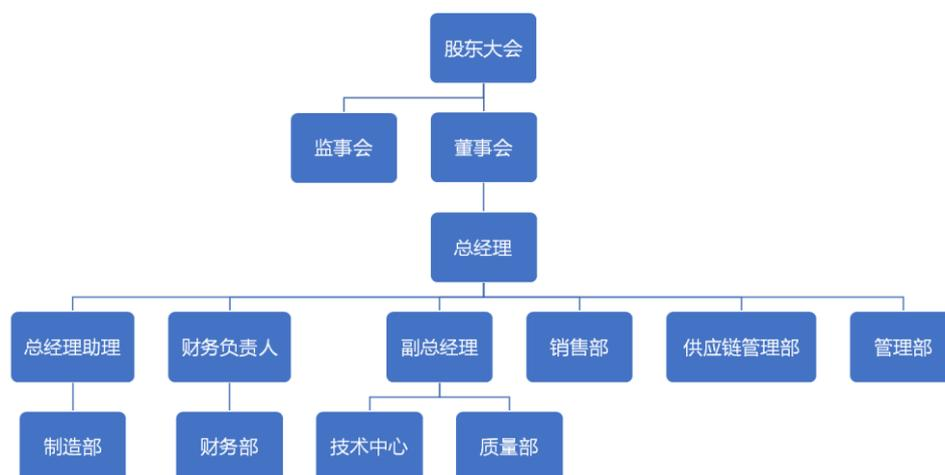 股东大会
监事会
董事会
总经理
总经理助理
财务负责人
副总经理
销售部
供应链管理部
管理部
制造部
财务部
技术中心
质量部